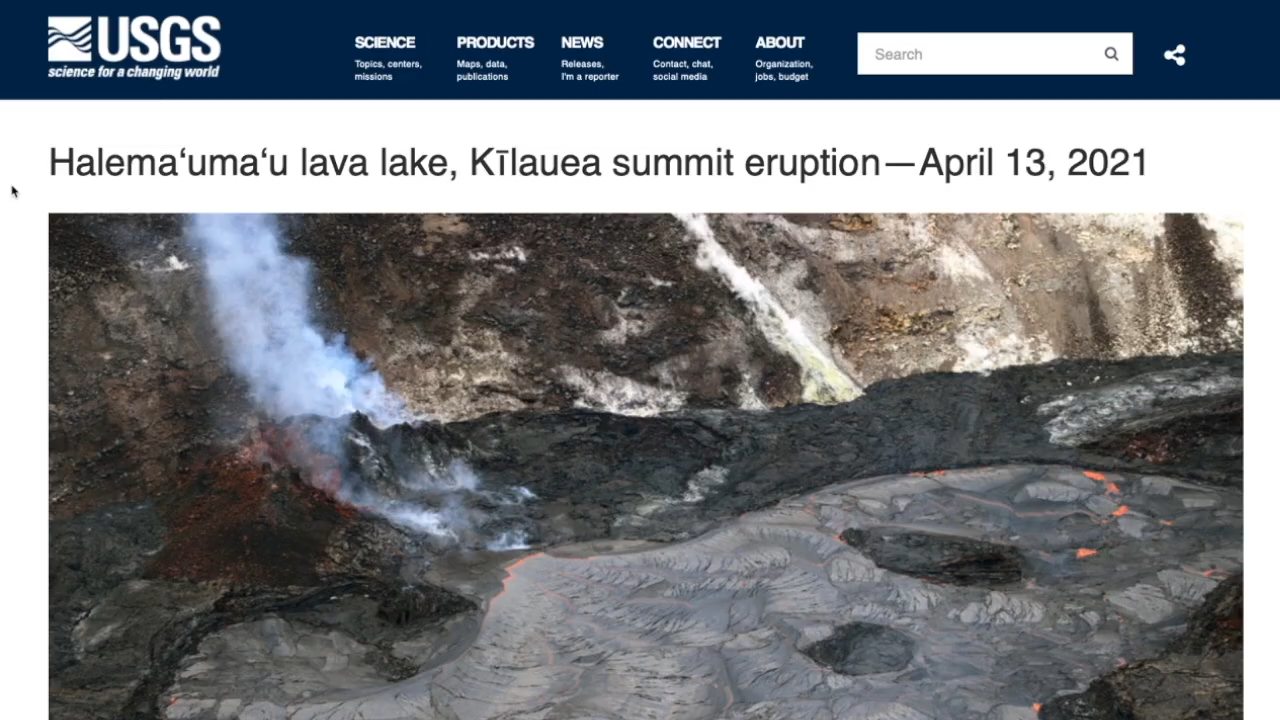 USGS
science for a changing world
SCIENCE
Topics, centers,
missions
PRODUCTS
Maps, data,
publications
NEWS
Releases,
I'm a reporter
CONNECT
Contact, chat,
social media
ABOUT
Organization,
jobs, budget
Search
Halemaʻumaʻu lava lake, Kīlauea summit eruption—April 13, 2021